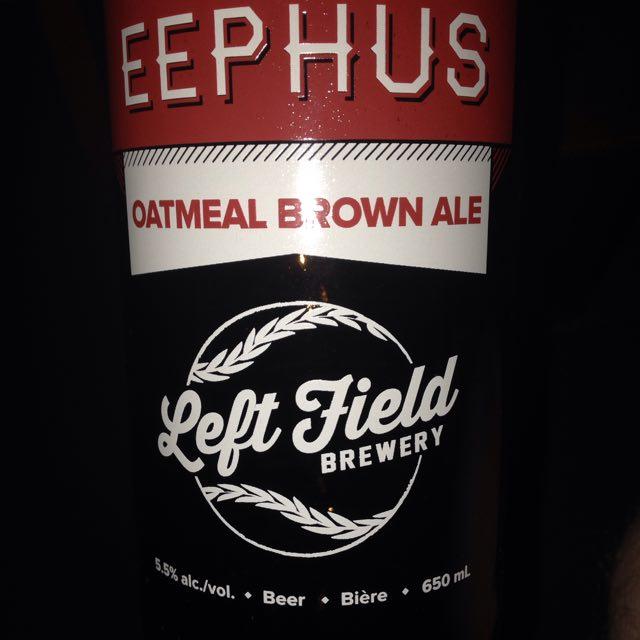 EEPHUS
OATMEAL BROWN ALE
Left Field
BREWERY
5.5% alc./vol. • Beer • Bière • 650 mL